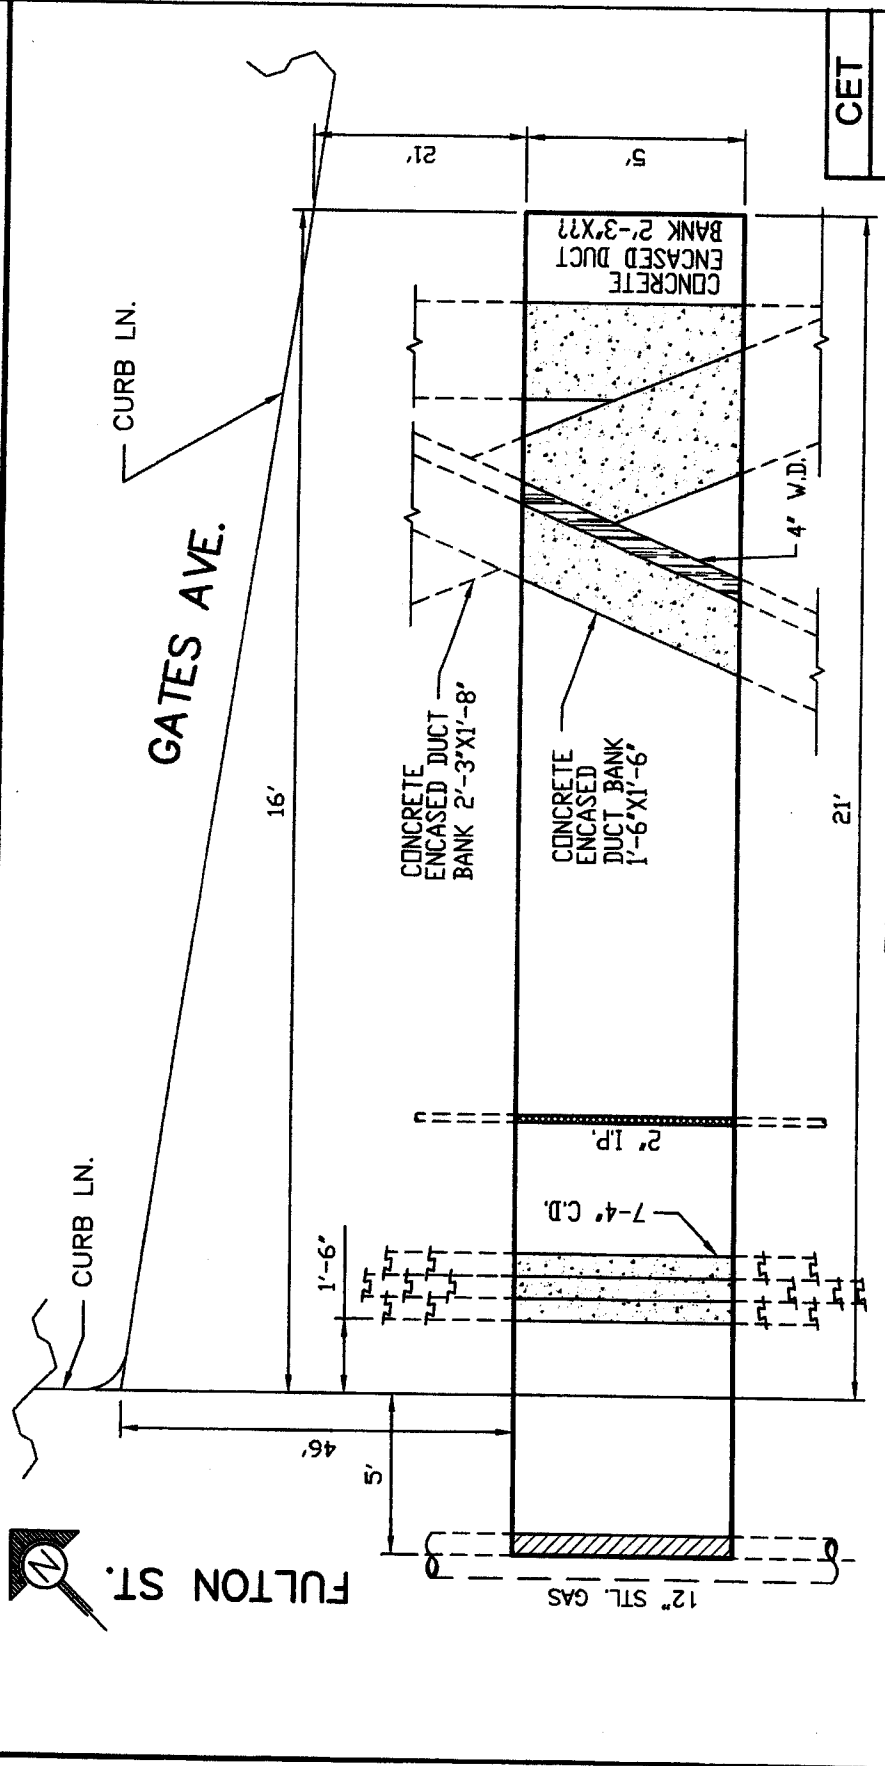 CET
CURB LN.
GATES AVE.
21'
5'
16'
CONCRETE
ENCASED DUCT
BANK 2'-3"X??
CONCRETE
ENCASED DUCT
BANK 2'-3"X1'-8"
CONCRETE
ENCASED
DUCT BANK
1'-6"X1'-6"
4" W.D.
21'
CURB LN.
1'-6"
2" I.P.
7-4" C.D.
46'
5'
N
FULTON ST.
12" STL. GAS